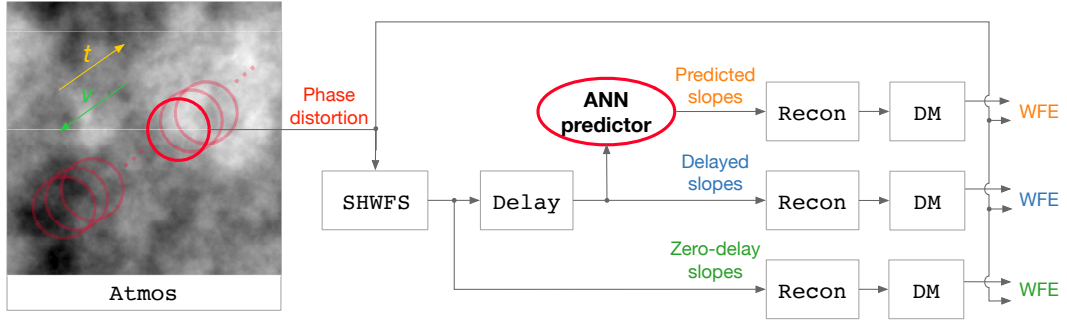 t
v
Atmos
Phase
distortion
SHWFS
Delay
ANN
predictor
Predicted
slopes
Recon
DM
WFE
Delayed
slopes
Recon
DM
WFE
Zero-delay
slopes
Recon
DM
WFE